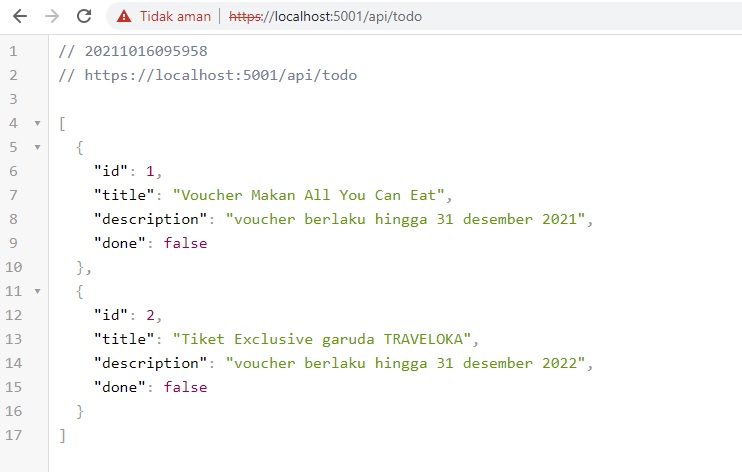 Tidak aman | https://localhost:5001/api/todo
1 // 20211016095958
2 // https://localhost:5001/api/todo
3
4 [
5 {
6 "id": 1,
7 "title": "Voucher Makan All You Can Eat",
8 "description": "voucher berlaku hingga 31 desember 2021",
9 "done": false
10 },
11 {
12 "id": 2,
13 "title": "Tiket Exclusive garuda TRAVELOKA",
14 "description": "voucher berlaku hingga 31 desember 2022",
15 "done": false
16 }
17 ]